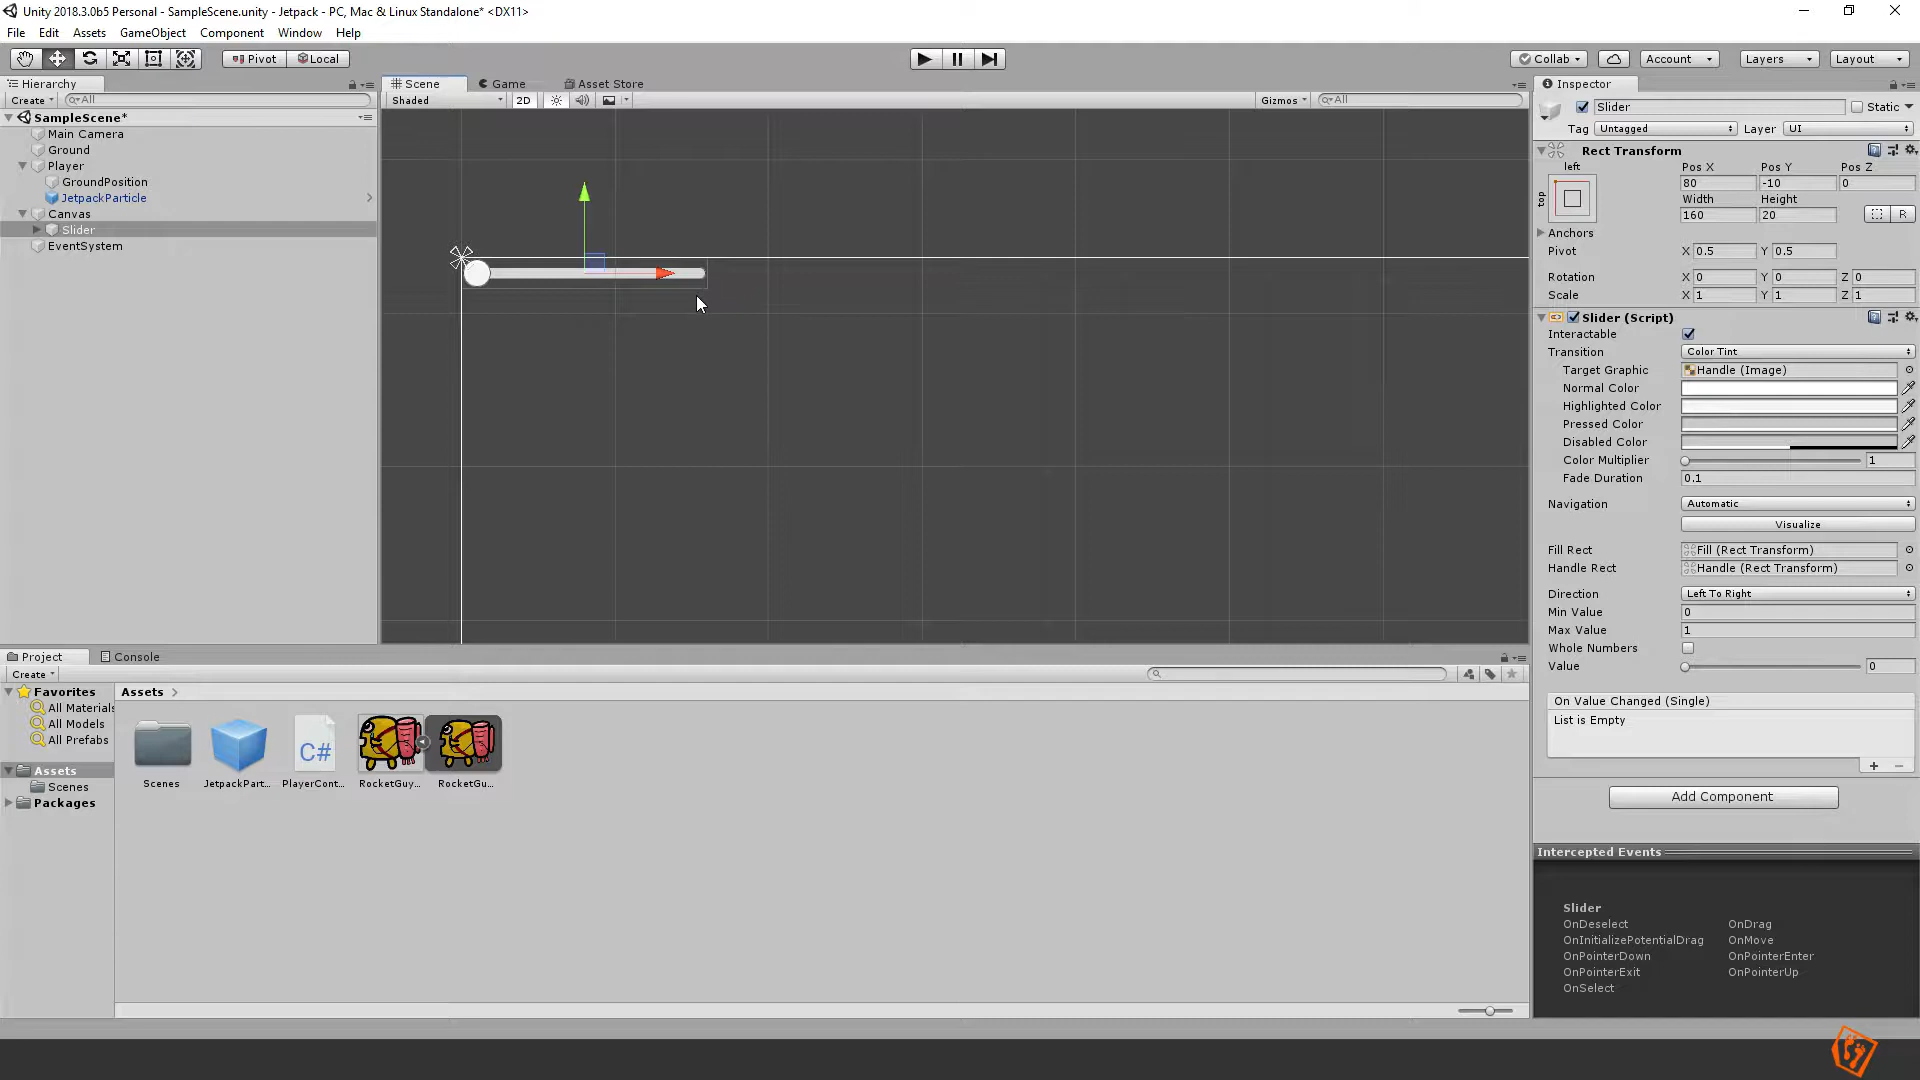 Unity 2018.3.0b5 Personal - SampleScene.unity - Jetpack - PC, Mac & Linux Standalone* <DX11>
File Edit Assets GameObject Component Window Help
Pivot Local Collab Account Layers Layout
Hierarchy
Create All
SampleScene*
Main Camera
Ground
Player
GroundPosition
JetpackParticle
Canvas
Slider
EventSystem
Scene Game Asset Store
Shaded 2D Gizmos All
Inspector
Slider Static
Tag Untagged Layer UI
Rect Transform
left
top
Pos X Pos Y Pos Z
80 -10 0
Width Height
160 20 R
Anchors
Pivot X 0.5 Y 0.5
Rotation X 0 Y 0 Z 0
Scale X 1 Y 1 Z 1
Slider (Script)
Interactable
Transition Color Tint
Target Graphic Handle (Image)
Normal Color
Highlighted Color
Pressed Color
Disabled Color
Color Multiplier 1
Fade Duration 0.1
Navigation Automatic
Visualize
Fill Rect Fill (Rect Transform)
Handle Rect Handle (Rect Transform)
Direction Left To Right
Min Value 0
Max Value 1
Whole Numbers
Value 0
On Value Changed (Single)
List is Empty
+ -
Add Component
Intercepted Events
Slider
OnDeselect OnDrag
OnInitializePotentialDrag OnMove
OnPointerDown OnPointerEnter
OnPointerExit OnPointerUp
OnSelect
Project Console
Create
Favorites
All Materials
All Models
All Prefabs
Assets
Scenes
Packages
Assets
C#
Scenes JetpackPart... PlayerCont... RocketGuy... RocketGu...